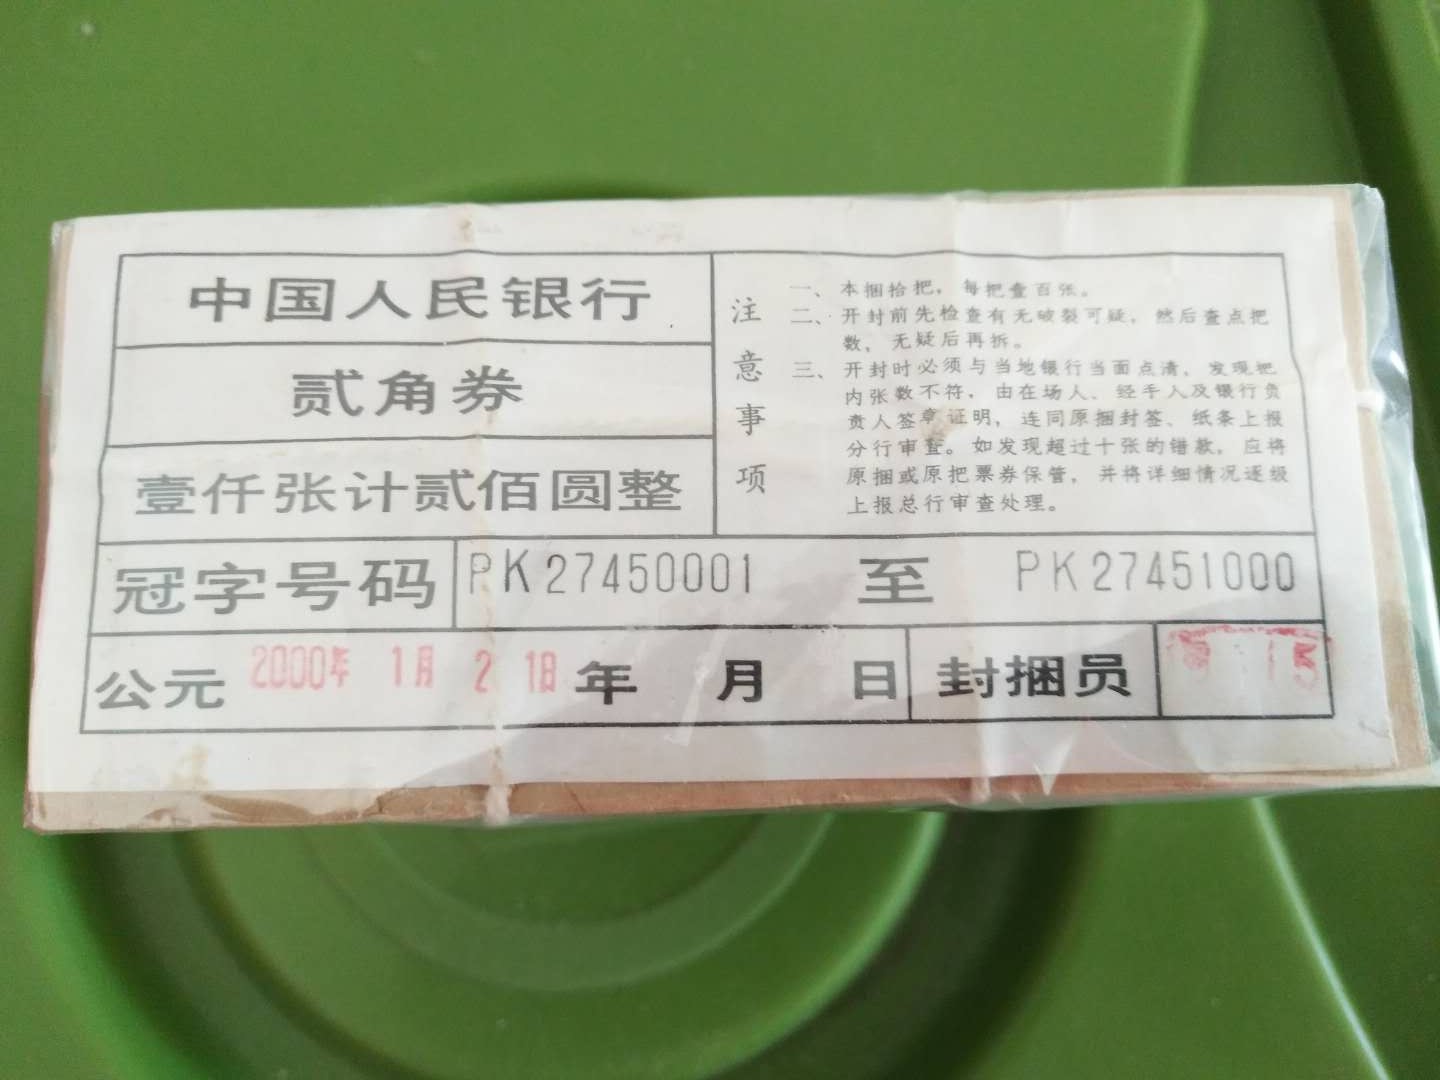 中国人民银行
贰角券
壹仟张计贰佰圆整
注意事项
一、本捆拾把，每把壹百张。
二、开封前先检查有无破裂可疑，然后查点把
数，无疑后再拆。
三、开封时必须与当地银行当面点清，发现把
内张数不符，由在场人、经手人及银行负
责人签章证明，连同原捆封签、纸条上报
分行审查。如发现超过十张的错款，应将
原捆或原把票券保管，并将详细情况逐级
上报总行审查处理。
冠字号码 PK27450001 至 PK27451000
公元 2000年 1月 21日 年 月 日 封捆员